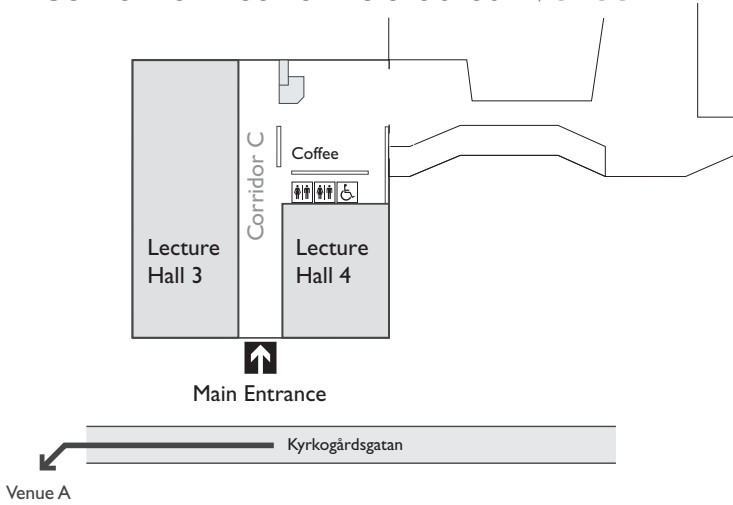 Corridor C
Coffee
Lecture
Hall 3
Lecture
Hall 4
Main Entrance
Kyrkogårdsgatan
Venue A